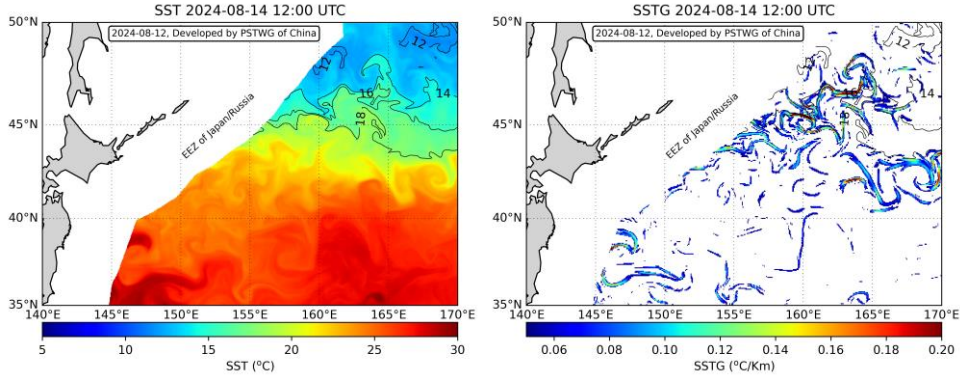 SST 2024-08-14 12:00 UTC
2024-08-12, Developed by PSTWG of China
50°N
45°N
40°N
35°N
12
12
16
14
18
EEZ of Japan/Russia
140°E 145°E 150°E 155°E 160°E 165°E 170°E
5 10 15 20 25 30
SST (°C)
SSTG 2024-08-14 12:00 UTC
2024-08-12, Developed by PSTWG of China
50°N
45°N
40°N
35°N
12
12
16
14
18
EEZ of Japan/Russia
140°E 145°E 150°E 155°E 160°E 165°E 170°E
0.06 0.08 0.10 0.12 0.14 0.16 0.18 0.20
SSTG (°C/Km)